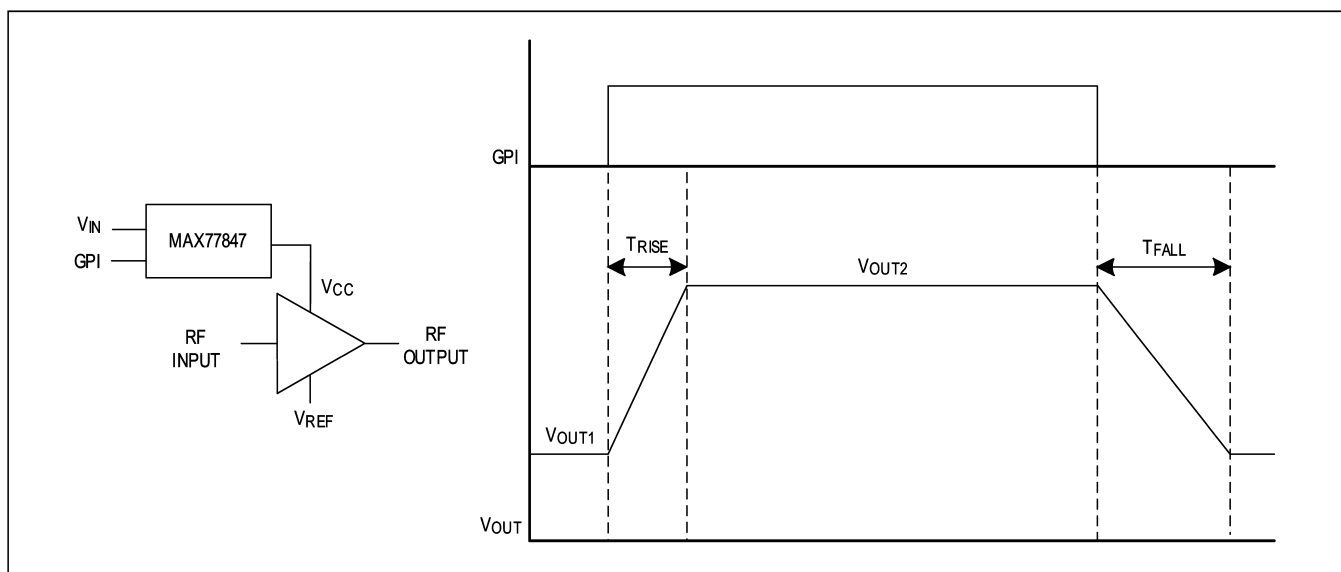 GPI
VIN
MAX77847
GPI
VCC
RF
INPUT
RF
OUTPUT
VREF
TRISE
VOUT2
TFALL
VOUT1
VOUT